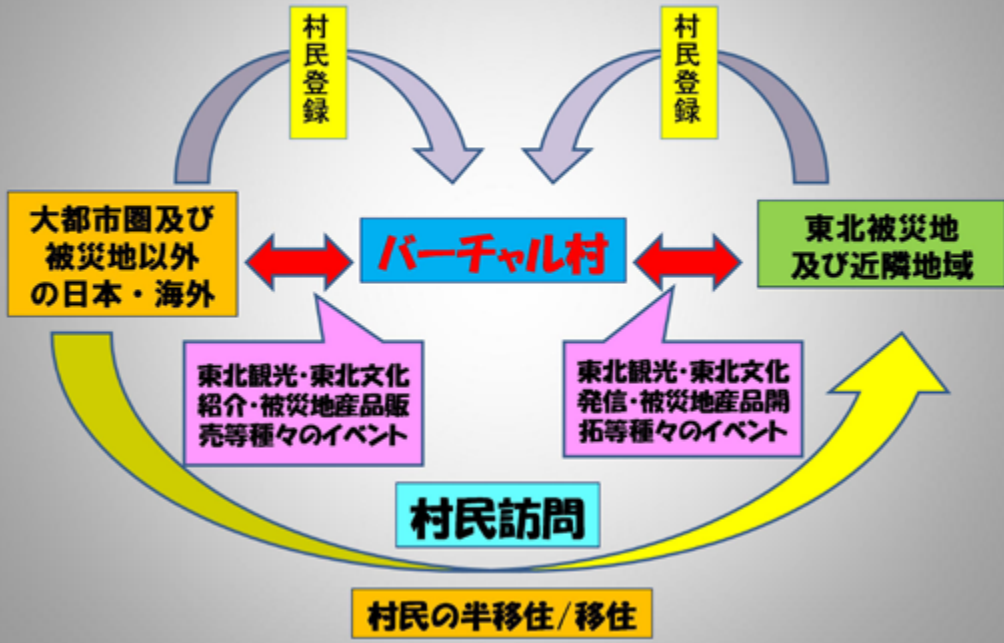 村民登録
村民登録
大都市圏及び
被災地以外
の日本・海外
バーチャル村
東北被災地
及び近隣地域
東北観光・東北文化
紹介・被災地産品販
売等種々のイベント
東北観光・東北文化
発信・被災地産品開
拓等種々のイベント
村民訪問
村民の半移住/移住